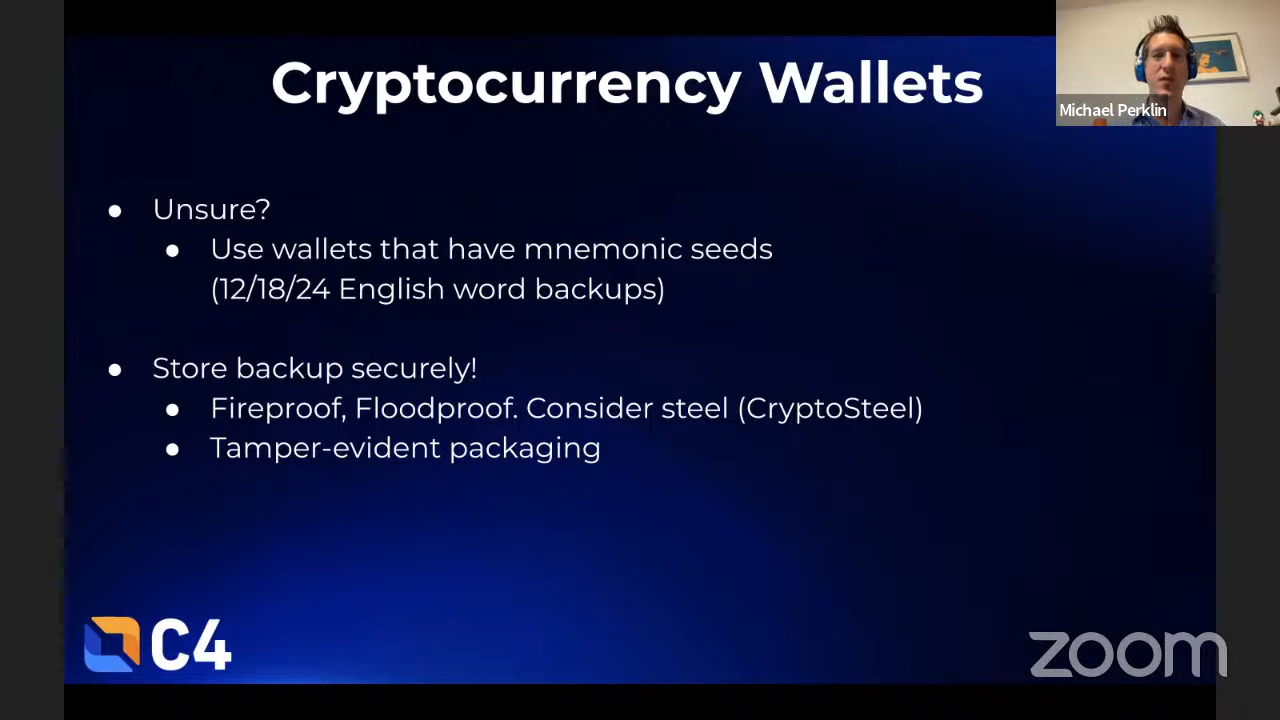 Cryptocurrency Wallets
Michael Perklin
● Unsure?
● Use wallets that have mnemonic seeds
(12/18/24 English word backups)
● Store backup securely!
● Fireproof, Floodproof. Consider steel (CryptoSteel)
● Tamper-evident packaging
C4
zoom